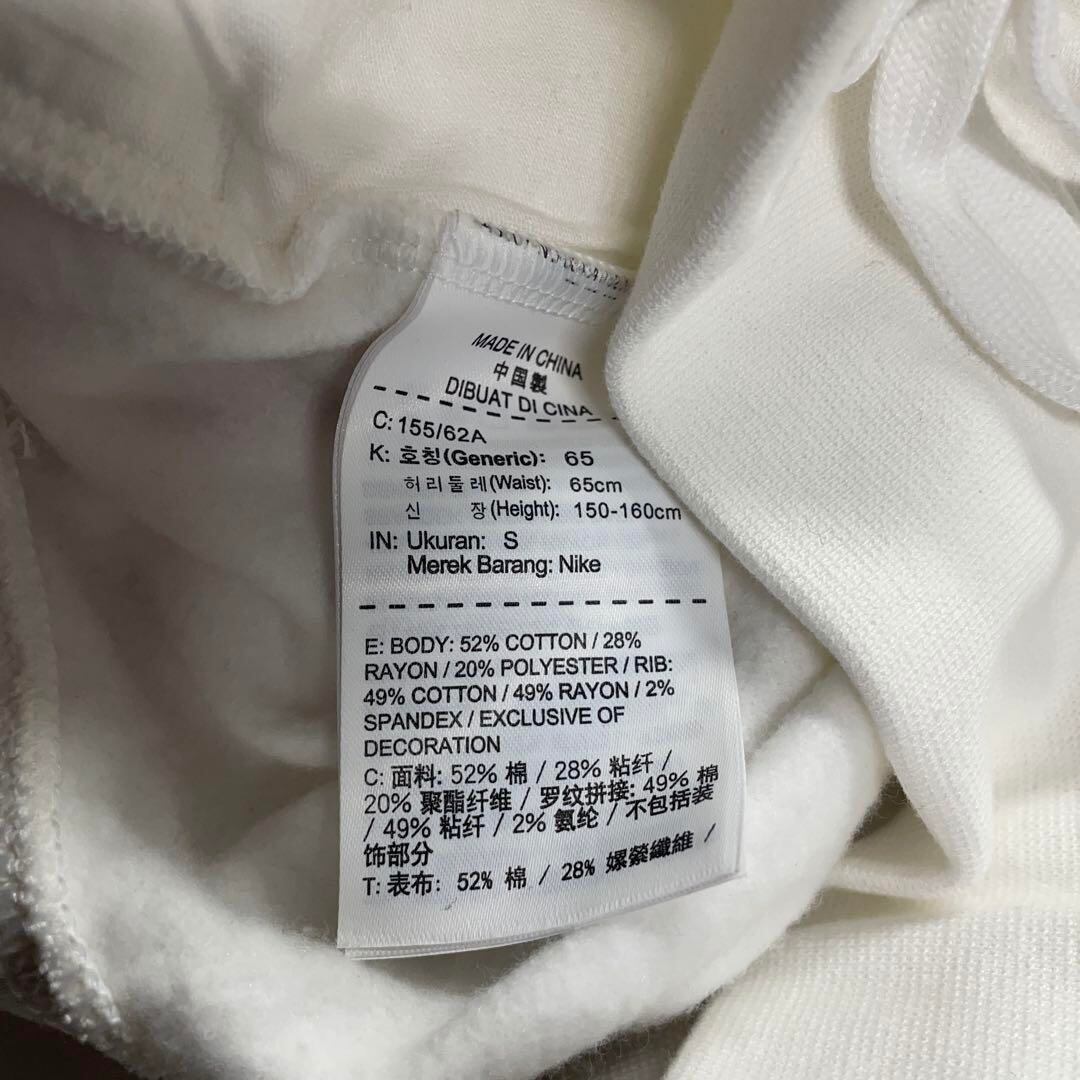 MADE IN CHINA
中国製
DIBUAT DI CINA
C: 155/62A
K: 호칭(Generic): 65
허리둘레(Waist): 65cm
신 장(Height): 150-160cm
IN: Ukuran: S
Merek Barang: Nike
E: BODY: 52% COTTON / 28%
RAYON / 20% POLYESTER / RIB:
49% COTTON / 49% RAYON / 2%
SPANDEX / EXCLUSIVE OF
DECORATION
C: 面料: 52% 棉 / 28% 粘纤 /
20% 聚酯纤维 / 罗纹拼接: 49% 棉
/ 49% 粘纤 / 2% 氨纶 / 不包括装
饰部分
T: 表布: 52% 棉 / 28% 嫘縈纖維 /